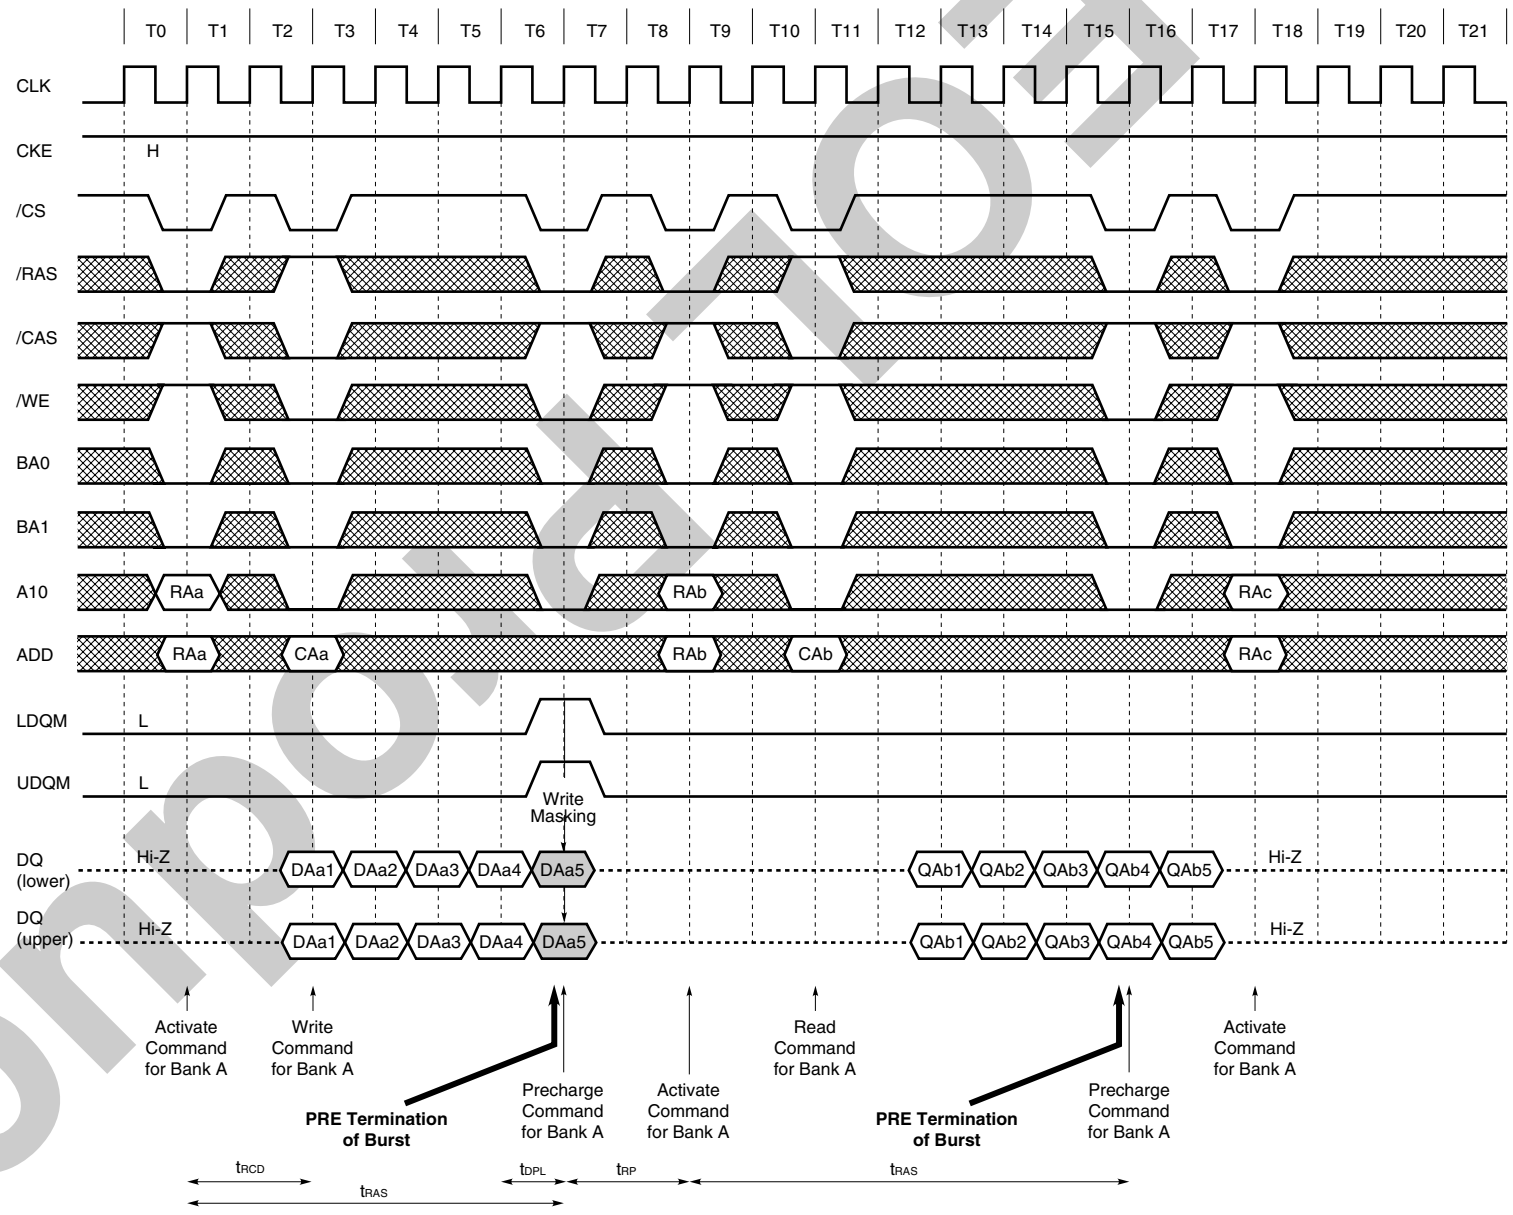 T0 T1 T2 T3 T4 T5 T6 T7 T8 T9 T10 T11 T12 T13 T14 T15 T16 T17 T18 T19 T20 T21
CLK
CKE H
/CS
/RAS
/CAS
/WE
BA0
BA1
A10 RAa RAb RAc
ADD RAa CAa RAb CAb RAc
LDQM L
UDQM L
Write
Masking
DQ
(lower)
Hi-Z DAa1 DAa2 DAa3 DAa4 DAa5 QAb1 QAb2 QAb3 QAb4 QAb5 Hi-Z
DQ
(upper)
Hi-Z DAa1 DAa2 DAa3 DAa4 DAa5 QAb1 QAb2 QAb3 QAb4 QAb5 Hi-Z
Activate
Command
for Bank A
Write
Command
for Bank A
PRE Termination
of Burst
Precharge
Command
for Bank A
Activate
Command
for Bank A
Read
Command
for Bank A
PRE Termination
of Burst
Precharge
Command
for Bank A
Activate
Command
for Bank A
tRCD tDPL tRP tRAS
tRAS